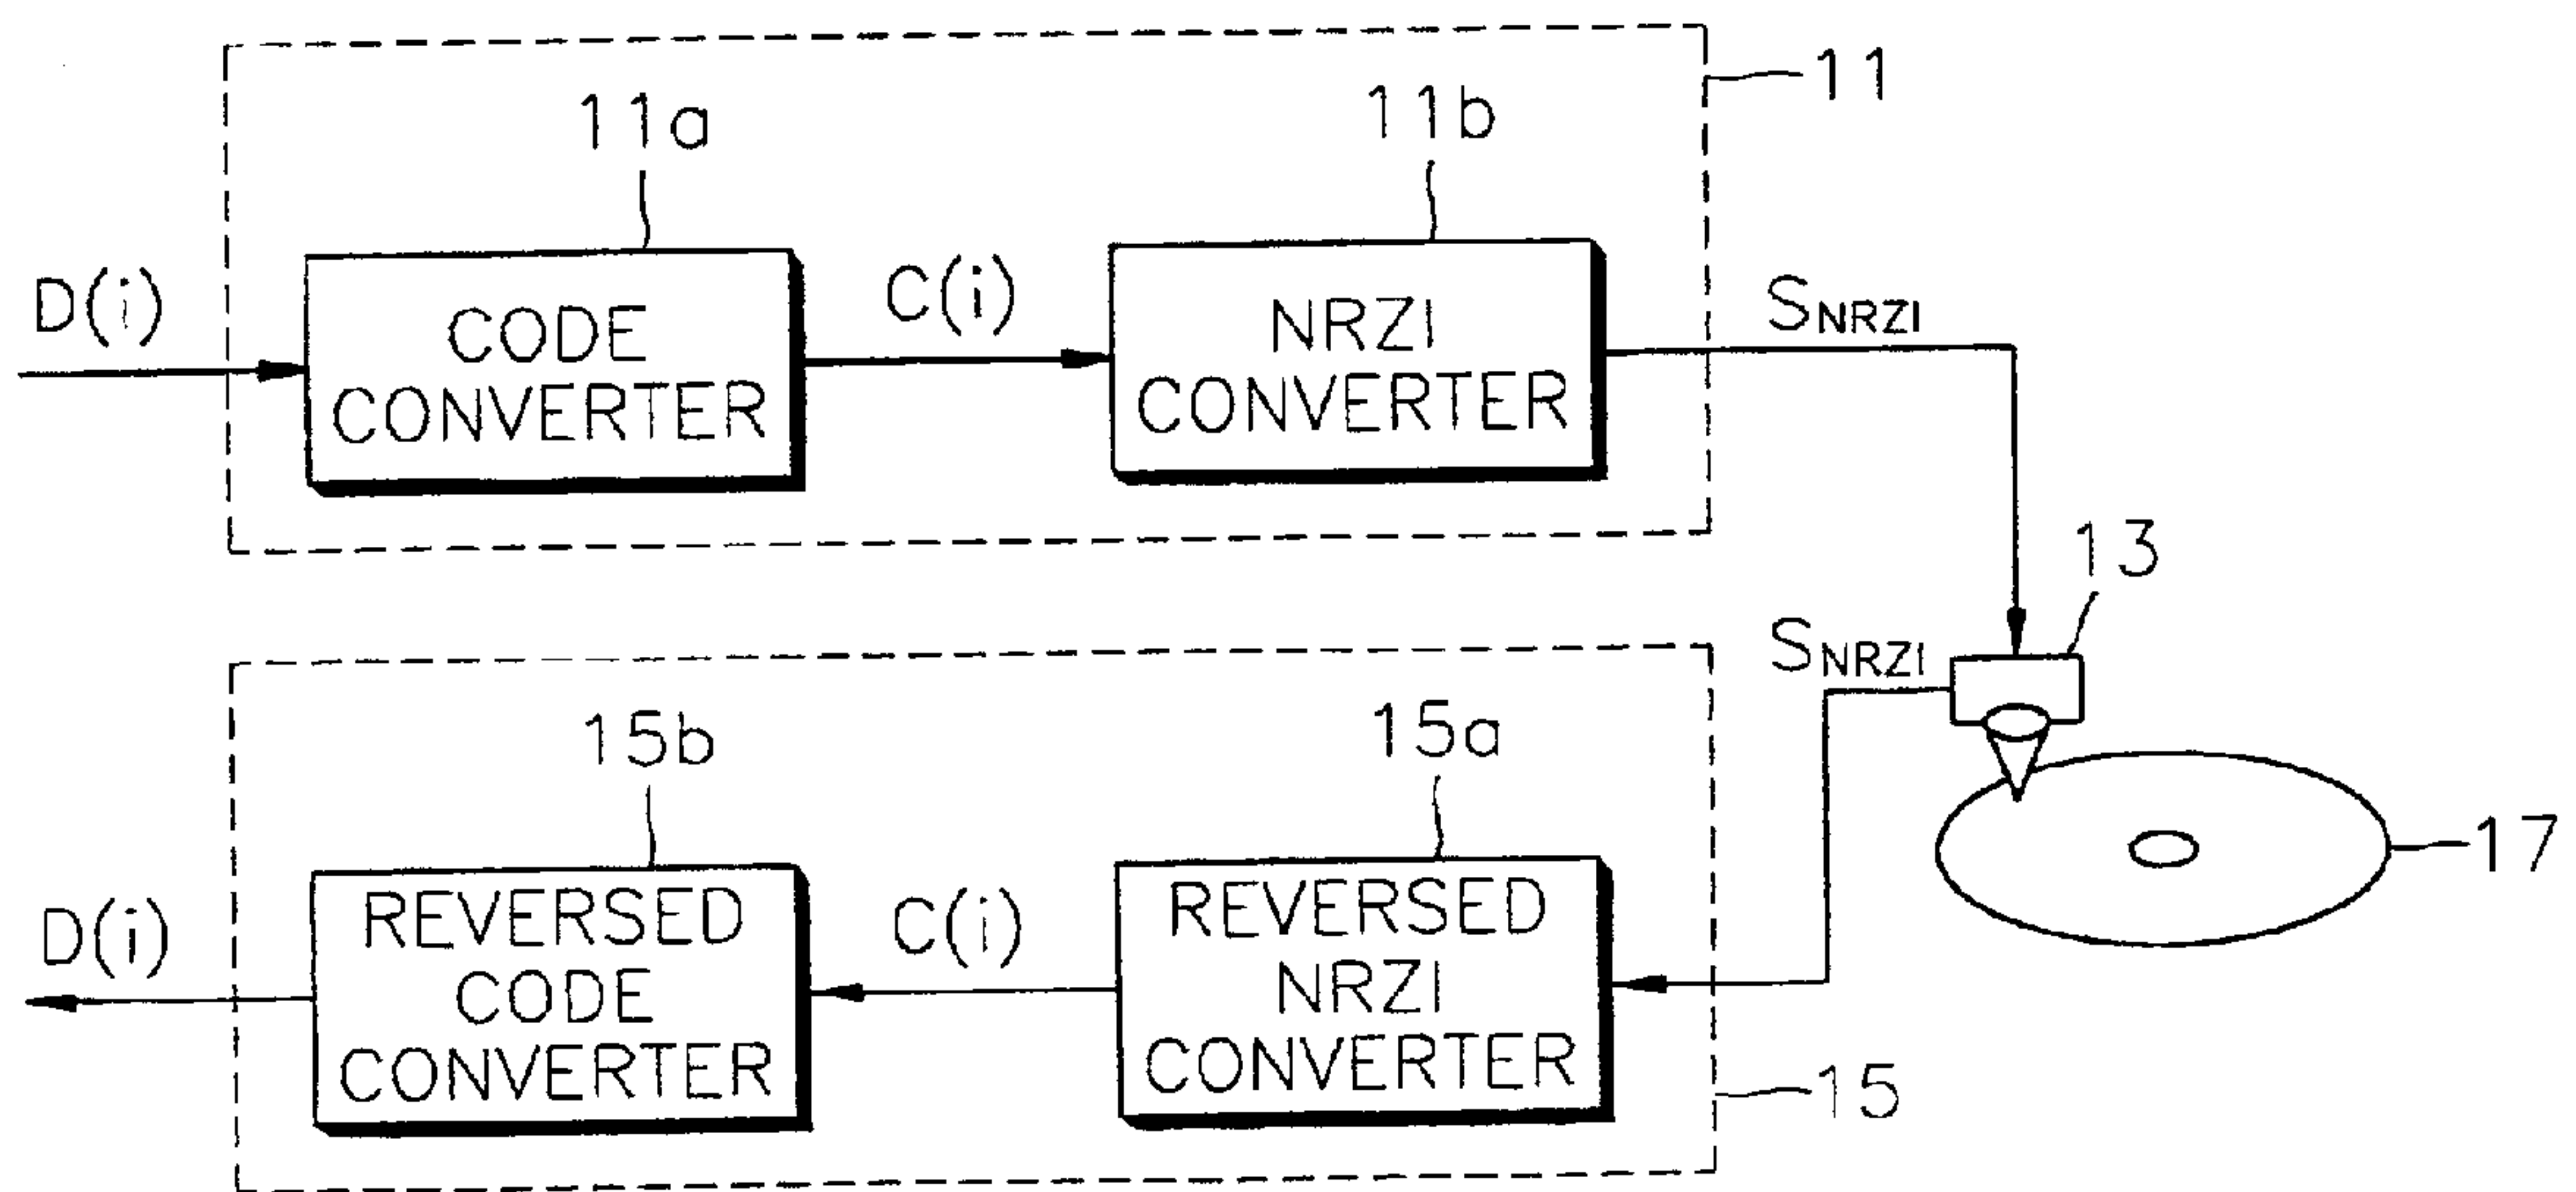 11
11a
11b
D(i)
CODE
CONVERTER
C(i)
NRZI
CONVERTER
SNRZI
13
SNRZI
15b
15a
17
D(i)
REVERSED
CODE
CONVERTER
C(i)
REVERSED
NRZI
CONVERTER
15